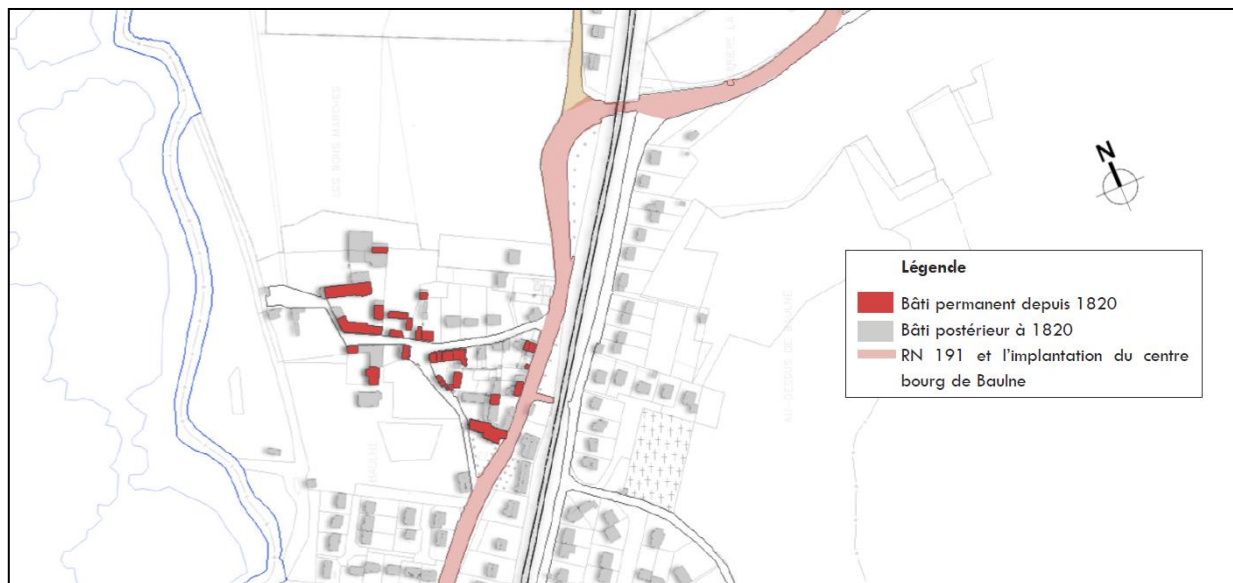 N
Légende
Bâti permanent depuis 1820
Bâti postérieur à 1820
RN 191 et l'implantation du centre
bourg de Baulne